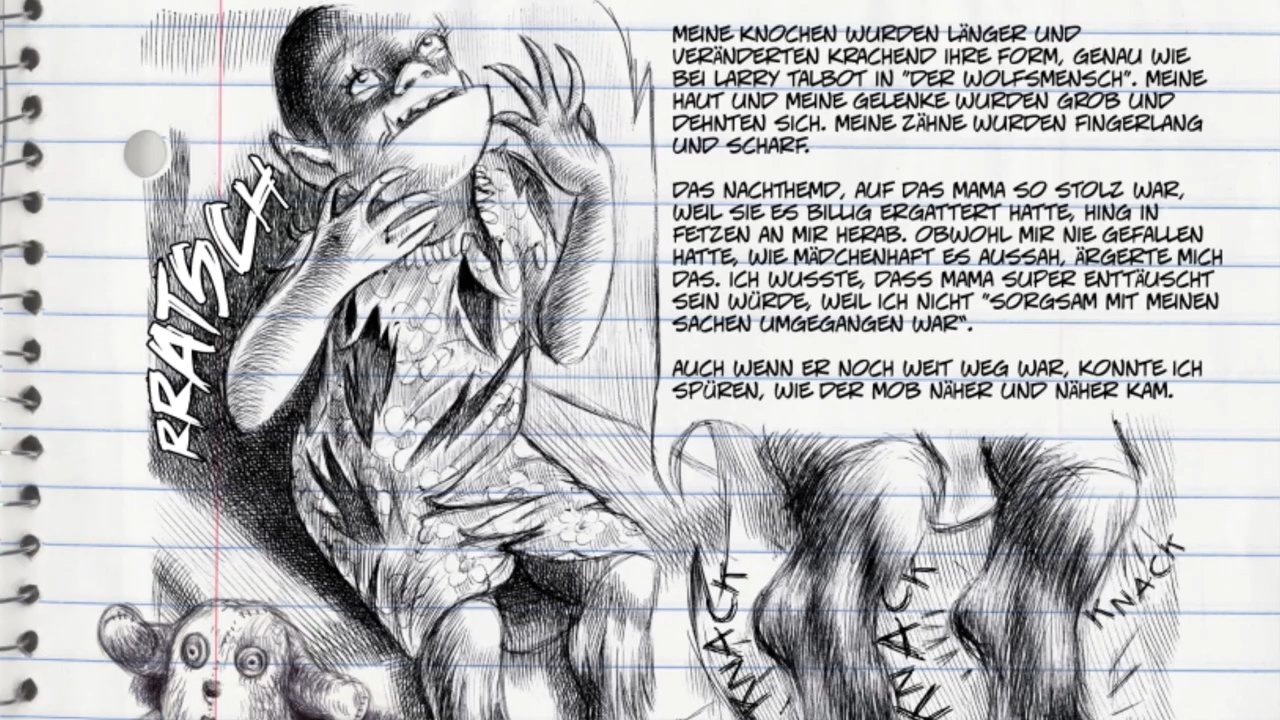 MEINE KNOCHEN WURDEN LÄNGER UND
VERÄNDERTEN KRACHEND IHRE FORM, GENAU WIE
BEI LARRY TALBOT IN "DER WOLFSMENSCH". MEINE
HAUT UND MEINE GELENKE WURDEN GROB UND
DEHNTEN SICH. MEINE ZÄHNE WURDEN FINGERLANG
UND SCHARF.
DAS NACHTHEMD, AUF DAS MAMA SO STOLZ WAR,
WEIL SIE ES BILLIG ERGATTERT HATTE, HING IN
FETZEN AN MIR HERAB. OBWOHL MIR NIE GEFALLEN
HATTE, WIE MÄDCHENHAFT ES AUSSAH, ÄRGERTE MICH
DAS. ICH WUSSTE, DASS MAMA SUPER ENTTÄUSCHT
SEIN WÜRDE, WEIL ICH NICHT "SORGSAM MIT MEINEN
SACHEN UMGEGANGEN WAR".
AUCH WENN ER NOCH WEIT WEG WAR, KONNTE ICH
SPÜREN, WIE DER MOB NÄHER UND NÄHER KAM.
RRATSCH
KNACK
KNACK
KNACK